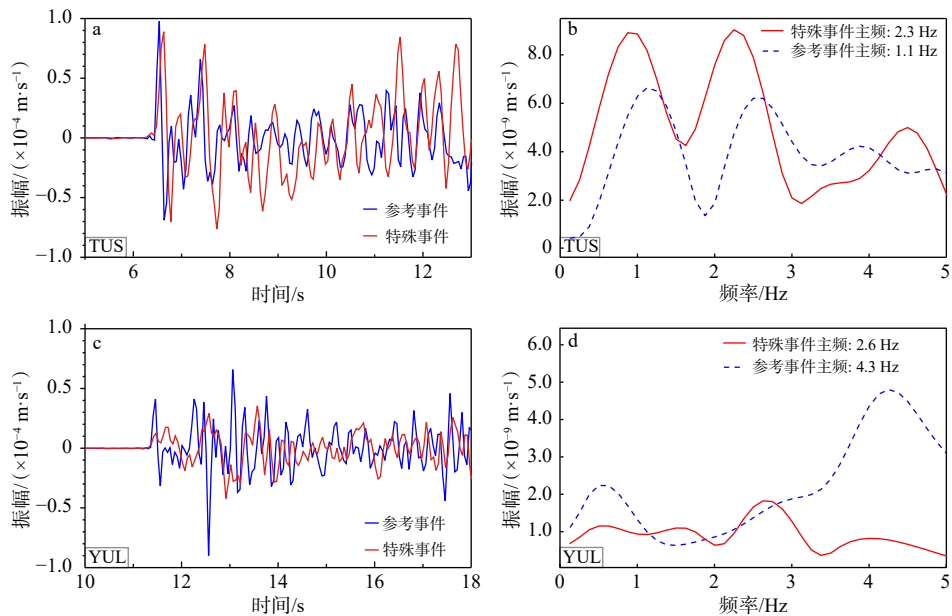 1.0
a
0.5
0
−0.5
−1.0
振幅/(×10⁻⁴ m·s⁻¹)
参考事件
特殊事件
TUS
6
8
10
12
时间/s
b
特殊事件主频: 2.3 Hz
参考事件主频: 1.1 Hz
8.0
6.0
4.0
2.0
0
振幅/(×10⁻⁹ m·s⁻¹)
TUS
0
1
2
3
4
5
频率/Hz
1.0
c
0.5
0
−0.5
−1.0
振幅/(×10⁻⁴ m·s⁻¹)
参考事件
特殊事件
YUL
10
12
14
16
18
时间/s
d
特殊事件主频: 2.6 Hz
参考事件主频: 4.3 Hz
6.0
5.0
4.0
3.0
2.0
1.0
振幅/(×10⁻⁹ m·s⁻¹)
YUL
0
1
2
3
4
5
频率/Hz